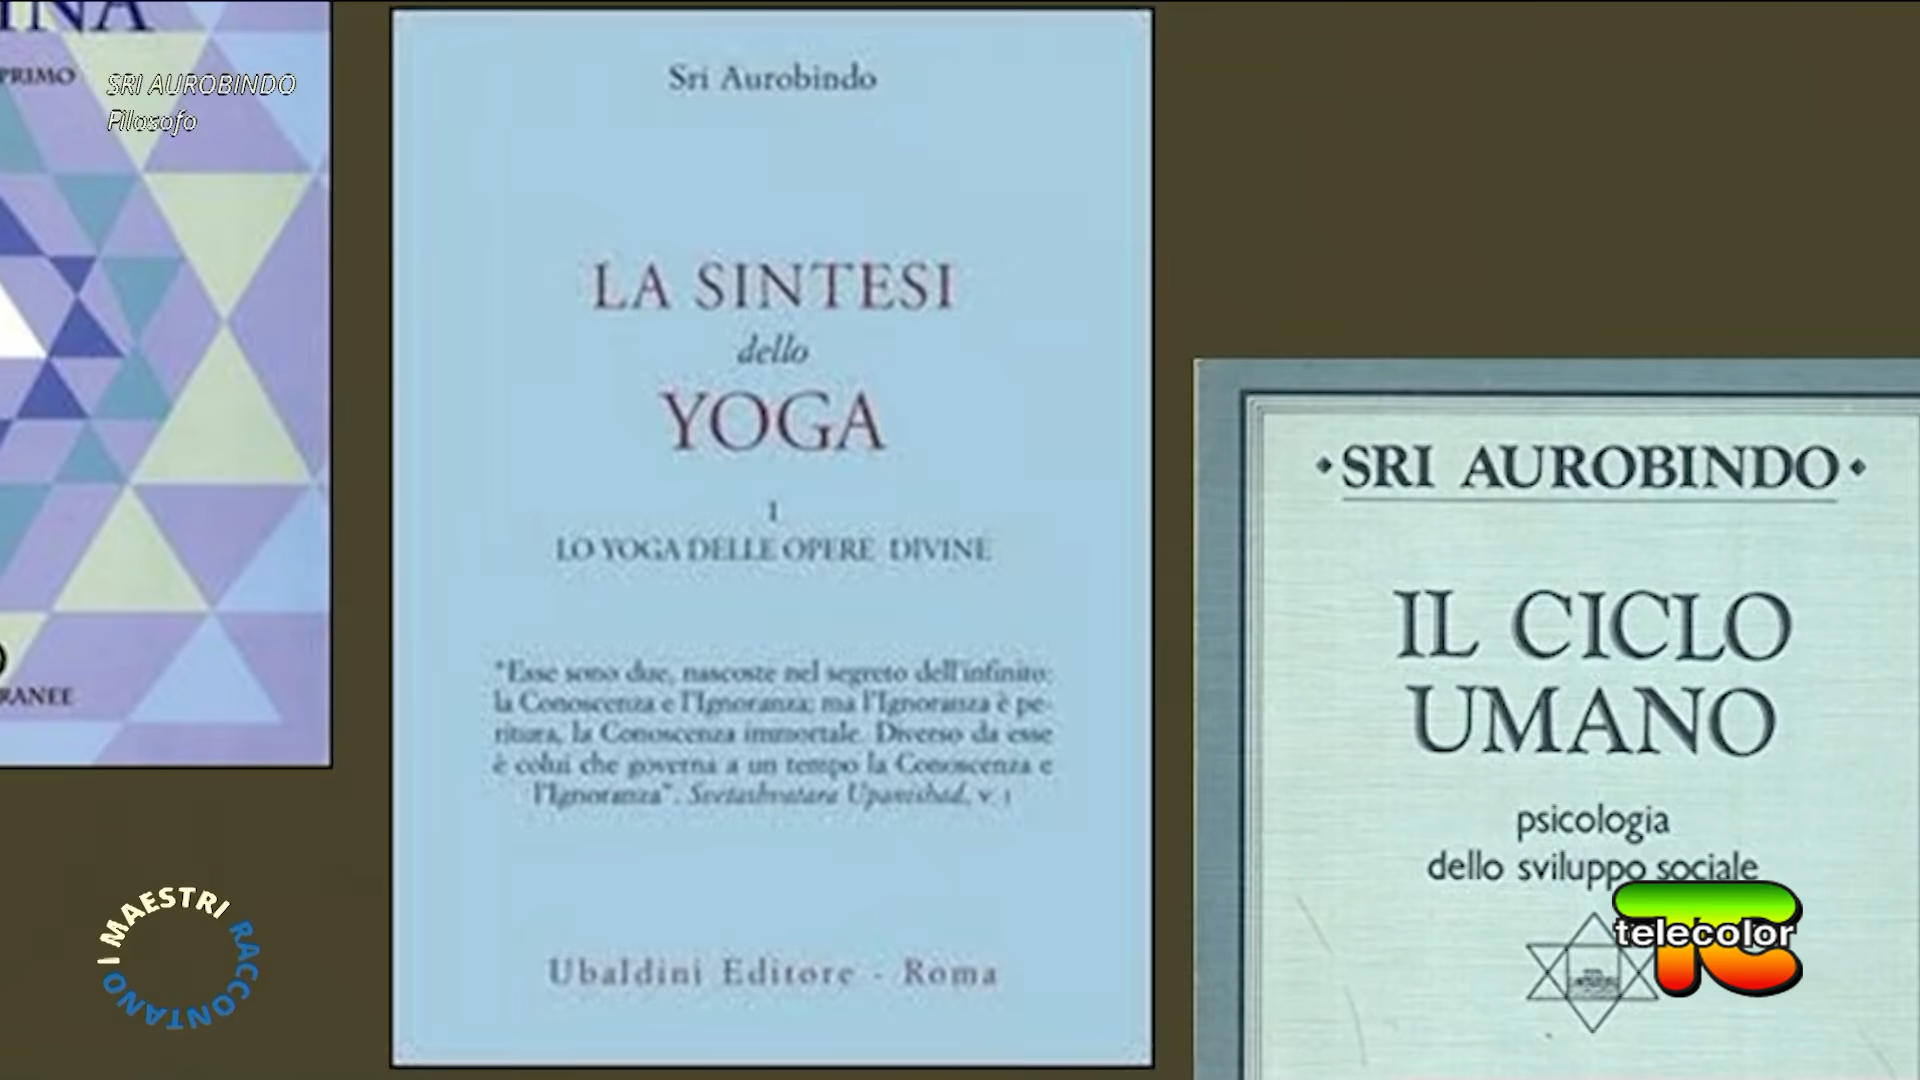 INA
PRIMO
SRI AUROBINDO
Filosofo
RANEE
Sri Aurobindo
LA SINTESI
dello
YOGA
I
LO YOGA DELLE OPERE DIVINE
"Esse sono due, nascoste nel segreto dell'infinito:
la Conoscenza e l'Ignoranza; ma l'Ignoranza è pe-
ritura, la Conoscenza immortale. Diverso da esse
è colui che governa a un tempo la Conoscenza e
l'Ignoranza". Svetashvatara Upanishad, v. 1
Ubaldini Editore - Roma
SRI AUROBINDO
IL CICLO
UMANO
psicologia
dello sviluppo sociale
I MAESTRI RACCONTANO
telecolor